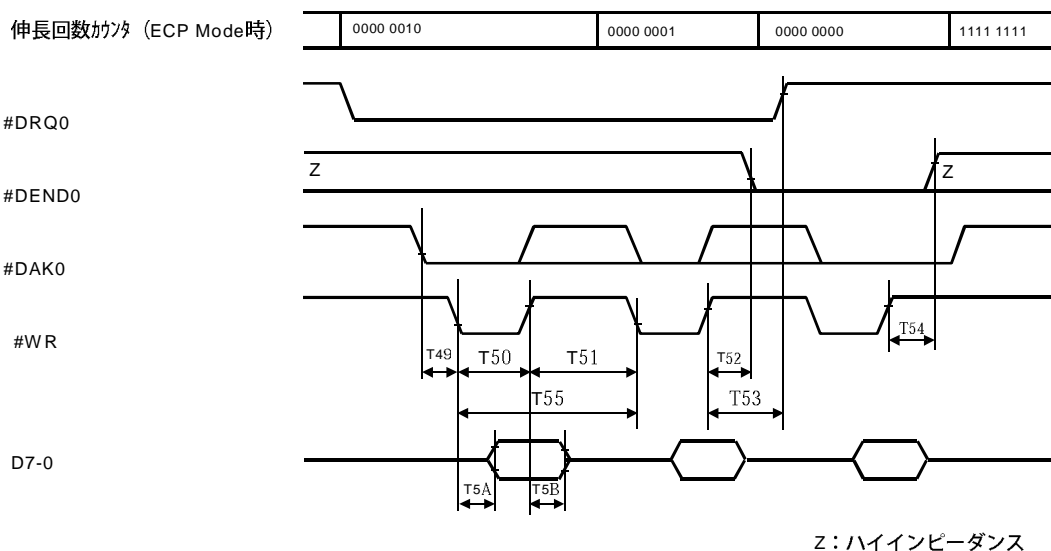 伸長回数カウンタ（ECP Mode時）
0000 0010
0000 0001
0000 0000
1111 1111
#DRQ0
#DEND0
Z
Z
#DAK0
#WR
T49
T50
T51
T52
T54
T55
T53
D7-0
T5A
T5B
Z：ハイインピーダンス